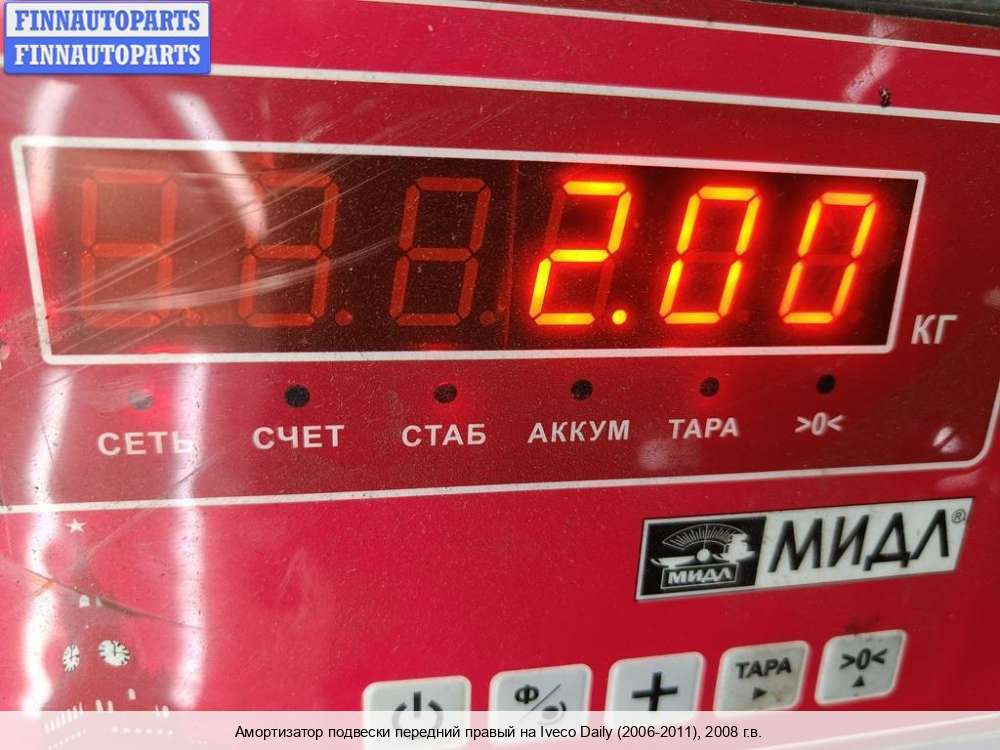 FINNAUTOPARTS
FINNAUTOPARTS
2.00
КГ
СЕТЬ СЧЕТ СТАБ АККУМ ТАРА >0<
МИДЛ МИДЛ®
Ф + ТАРА >0<
Амортизатор подвески передний правый на Iveco Daily (2006-2011), 2008 г.в.